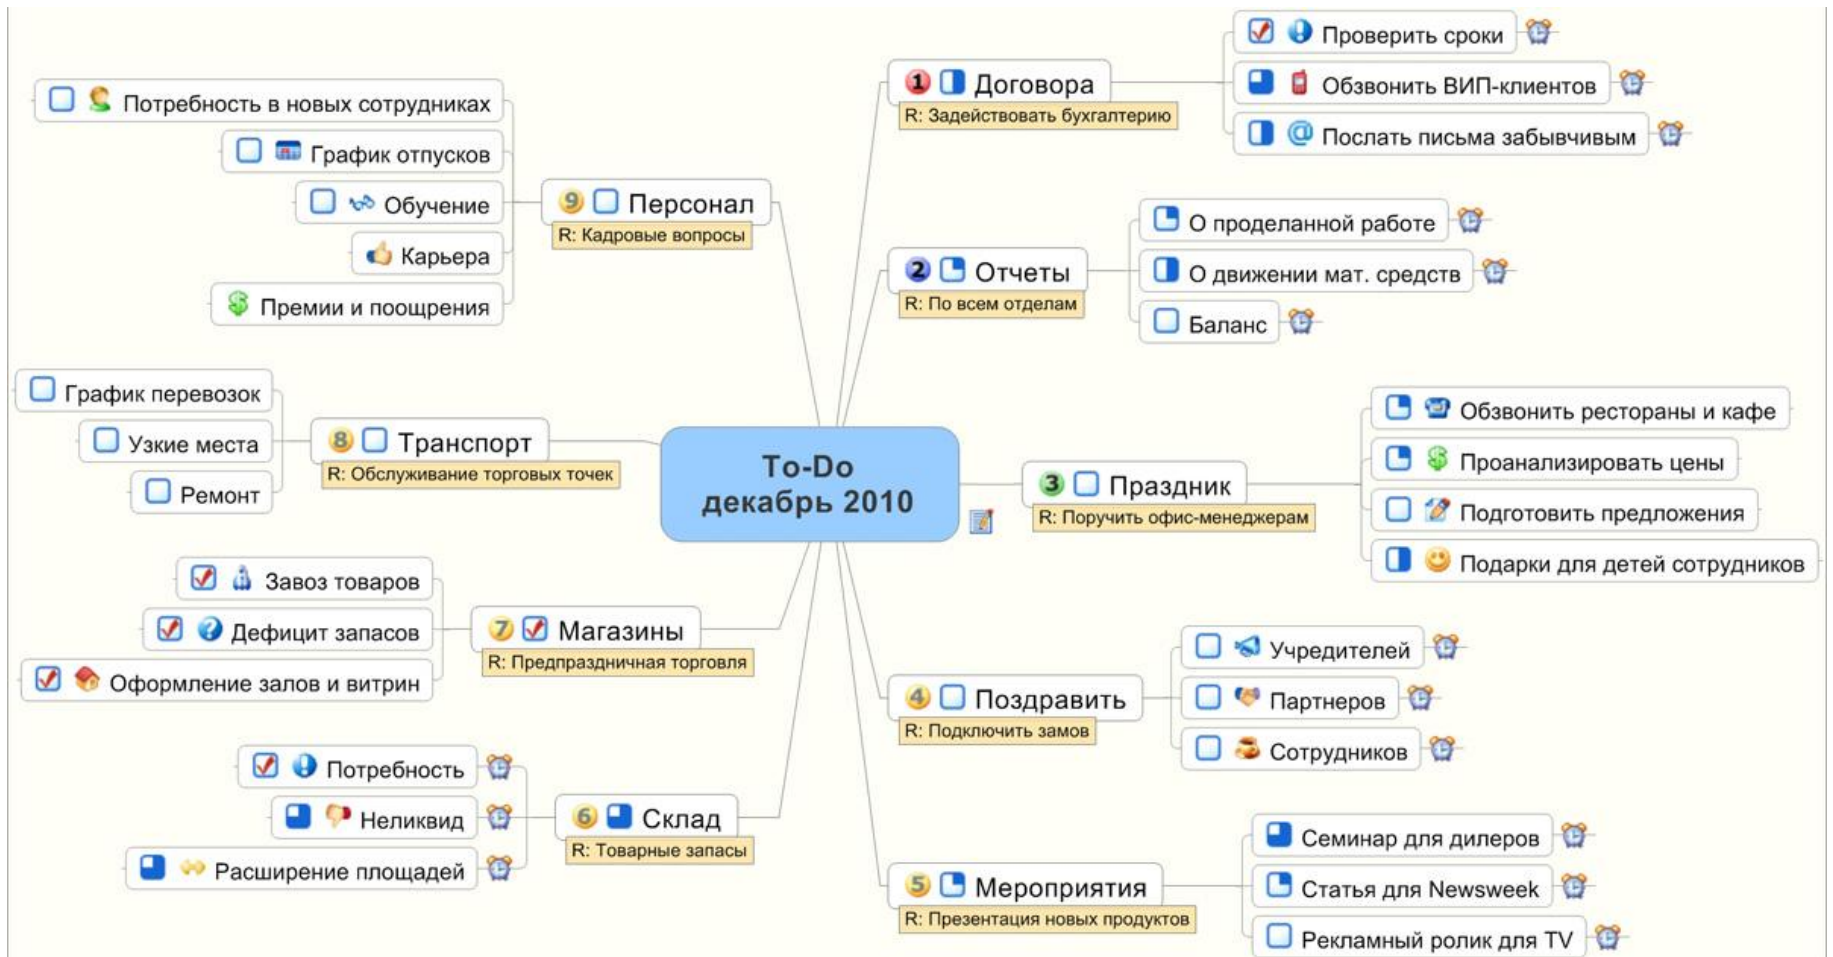 To-Do
декабрь 2010
1 Договора
R: Задействовать бухгалтерию
Проверить сроки
Обзвонить ВИП-клиентов
@ Послать письма забывчивым
2 Отчеты
R: По всем отделам
О проделанной работе
О движении мат. средств
Баланс
3 Праздник
R: Поручить офис-менеджерам
Обзвонить рестораны и кафе
$ Проанализировать цены
Подготовить предложения
Подарки для детей сотрудников
4 Поздравить
R: Подключить замов
Учредителей
Партнеров
Сотрудников
5 Мероприятия
R: Презентация новых продуктов
Семинар для дилеров
Статья для Newsweek
Рекламный ролик для TV
6 Склад
R: Товарные запасы
Потребность
Неликвид
Расширение площадей
7 Магазины
R: Предпраздничная торговля
Завоз товаров
? Дефицит запасов
Оформление залов и витрин
8 Транспорт
R: Обслуживание торговых точек
График перевозок
Узкие места
Ремонт
9 Персонал
R: Кадровые вопросы
Потребность в новых сотрудниках
График отпусков
Обучение
Карьера
$ Премии и поощрения